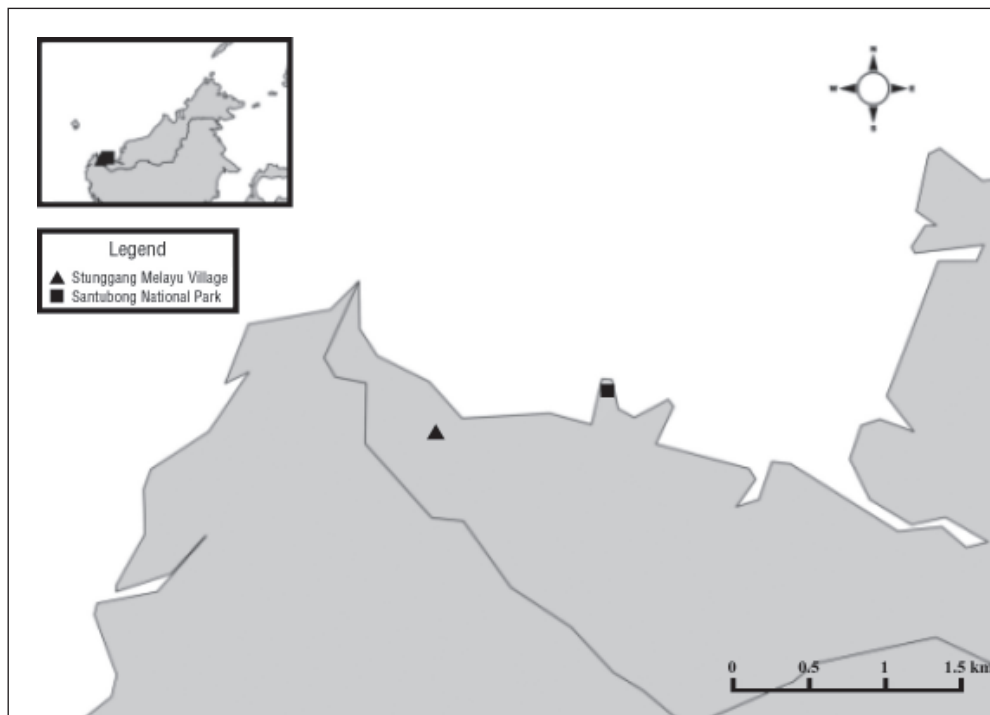 N
W E
S
Legend
Stunggang Melayu Village
Santubong National Park
0 0.5 1 1.5 km